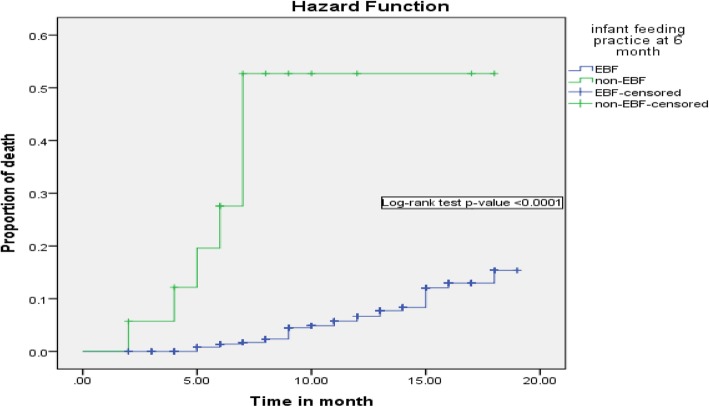 Hazard Function
infant feeding
practice at 6
month
EBF
non-EBF
EBF-censored
non-EBF-censored
Log-rank test p-value <0.0001
Proportion of death
0.6
0.5
0.4
0.3
0.2
0.1
0.0
.00
5.00
10.00
15.00
20.00
Time in month